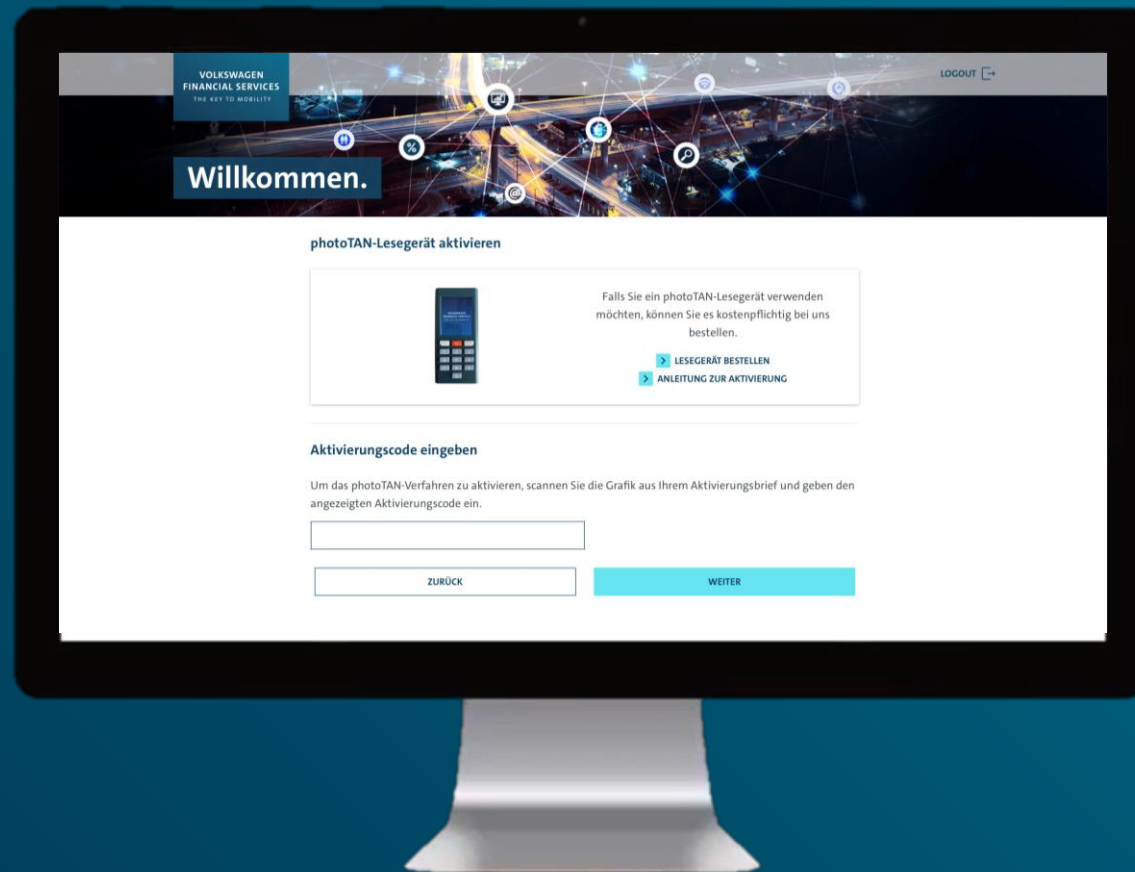 VOLKSWAGEN
FINANCIAL SERVICES
THE KEY TO MOBILITY
LOGOUT
%
Willkommen.
photoTAN-Lesegerät aktivieren
Falls Sie ein photoTAN-Lesegerät verwenden
möchten, können Sie es kostenpflichtig bei uns
bestellen.
LESEGERÄT BESTELLEN
ANLEITUNG ZUR AKTIVIERUNG
Aktivierungscode eingeben
Um das photoTAN-Verfahren zu aktivieren, scannen Sie die Grafik aus Ihrem Aktivierungsbrief und geben den
angezeigten Aktivierungscode ein.
ZURÜCK
WEITER